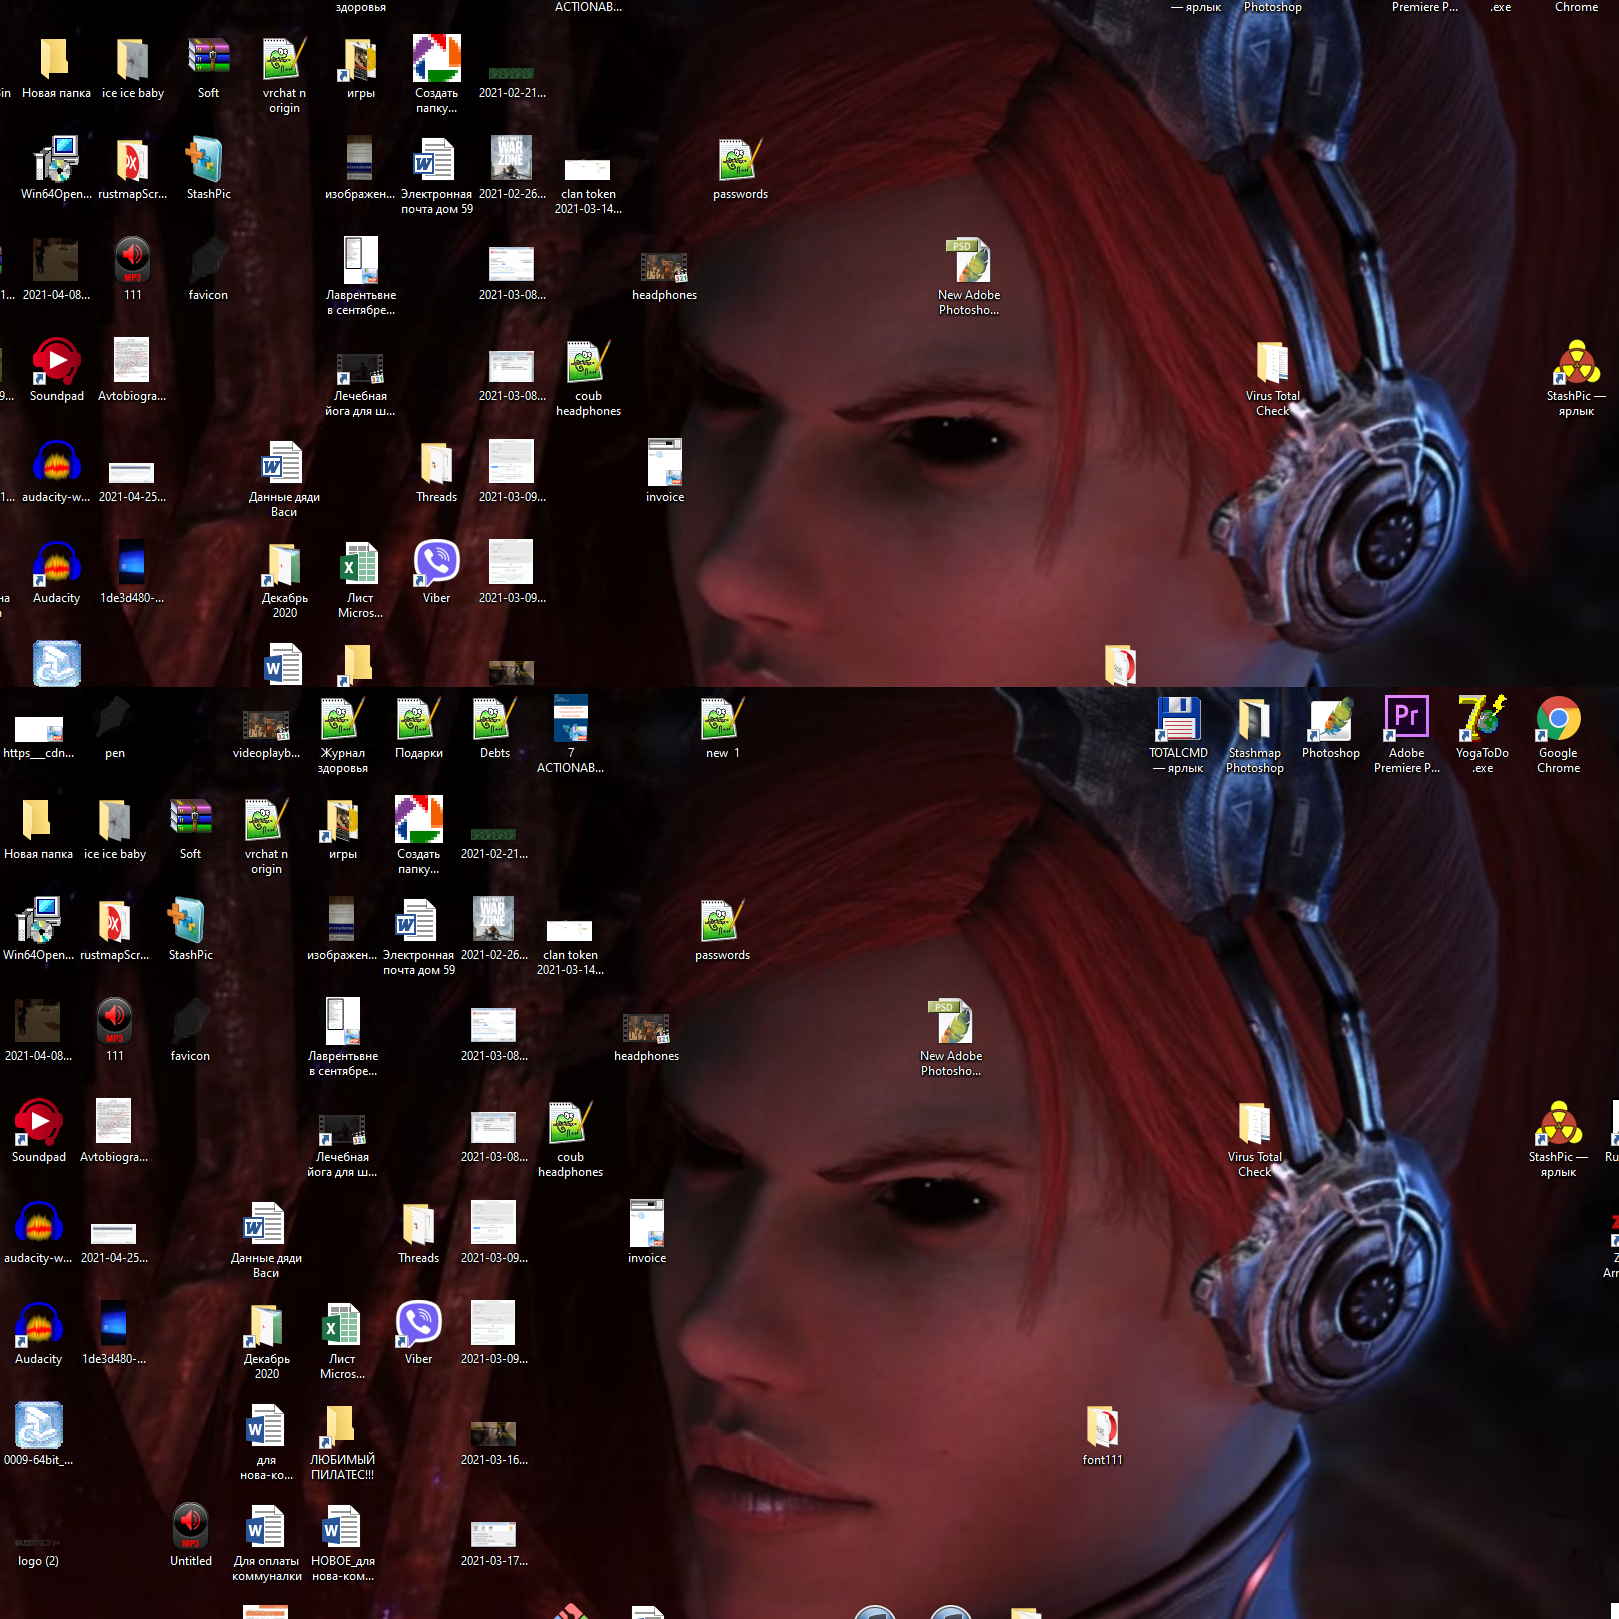 здоровья
ACTIONAB...
— ярлык
Photoshop
Premiere P...
.exe
Chrome
in
Новая папка
ice ice baby
Soft
vrchat n
origin
игры
Создать
папку...
2021-02-21...
Win64Open...
rustmapScr...
StashPic
изображен...
Электронная
почта дом 59
2021-02-26...
WAR
ZONE
clan token
2021-03-14...
passwords
1...
2021-04-08...
MP3
111
favicon
Лаврентьвне
в сентябре...
2021-03-08...
headphones
PSD
New Adobe
Photosho...
9...
Soundpad
Avtobiogra...
Лечебная
йога для ш...
2021-03-08...
coub
headphones
Virus Total
Check
StashPic —
ярлык
1...
audacity-w...
2021-04-25...
Данные дяди
Васи
Threads
2021-03-09...
invoice
на
Audacity
1de3d480-...
Декабрь
2020
Лист
Micros...
Viber
2021-03-09...
https__cdn...
pen
videoplayb...
Журнал
здоровья
Подарки
Debts
7
ACTIONAB...
new 1
TOTALCMD
— ярлык
Stashmap
Photoshop
Photoshop
Pr
Adobe
Premiere P...
YogaToDo
.exe
Google
Chrome
Новая папка
ice ice baby
Soft
vrchat n
origin
игры
Создать
папку...
2021-02-21...
Win64Open...
rustmapScr...
StashPic
изображен...
Электронная
почта дом 59
2021-02-26...
WAR
ZONE
clan token
2021-03-14...
passwords
2021-04-08...
MP3
111
favicon
Лаврентьвне
в сентябре...
2021-03-08...
headphones
PSD
New Adobe
Photosho...
Soundpad
Avtobiogra...
Лечебная
йога для ш...
2021-03-08...
coub
headphones
Virus Total
Check
StashPic —
ярлык
Ru
audacity-w...
2021-04-25...
Данные дяди
Васи
Threads
2021-03-09...
invoice
Z
Arr
Audacity
1de3d480-...
Декабрь
2020
Лист
Micros...
Viber
2021-03-09...
0009-64bit_...
для
нова-ко...
ЛЮБИМЫЙ
ПИЛАТЕС!!!
2021-03-16...
font111
logo (2)
MP3
Untitled
Для оплаты
коммуналки
НОВОЕ_для
нова-ком...
2021-03-17...